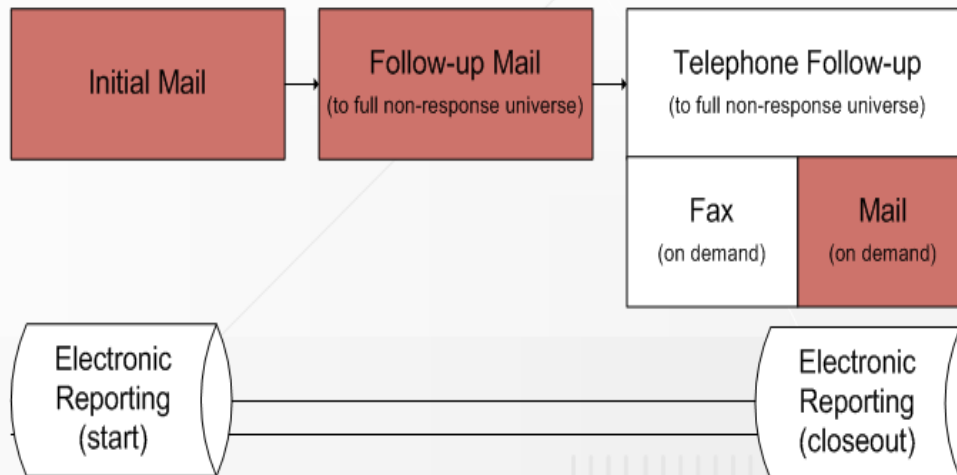 Initial Mail
Follow-up Mail
(to full non-response universe)
Telephone Follow-up
(to full non-response universe)
Fax
(on demand)
Mail
(on demand)
Electronic
Reporting
(start)
Electronic
Reporting
(closeout)